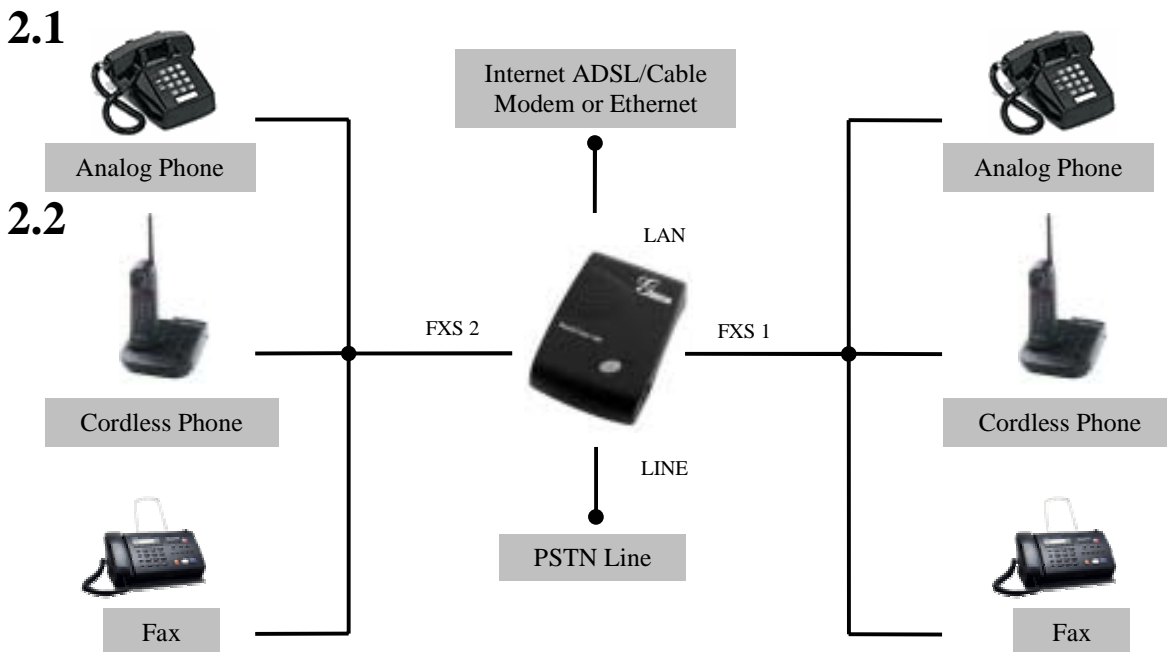 2.1
Internet ADSL/Cable
Modem or Ethernet
Analog Phone
Analog Phone
2.2
LAN
FXS 2
FXS 1
Cordless Phone
Cordless Phone
LINE
PSTN Line
Fax
Fax